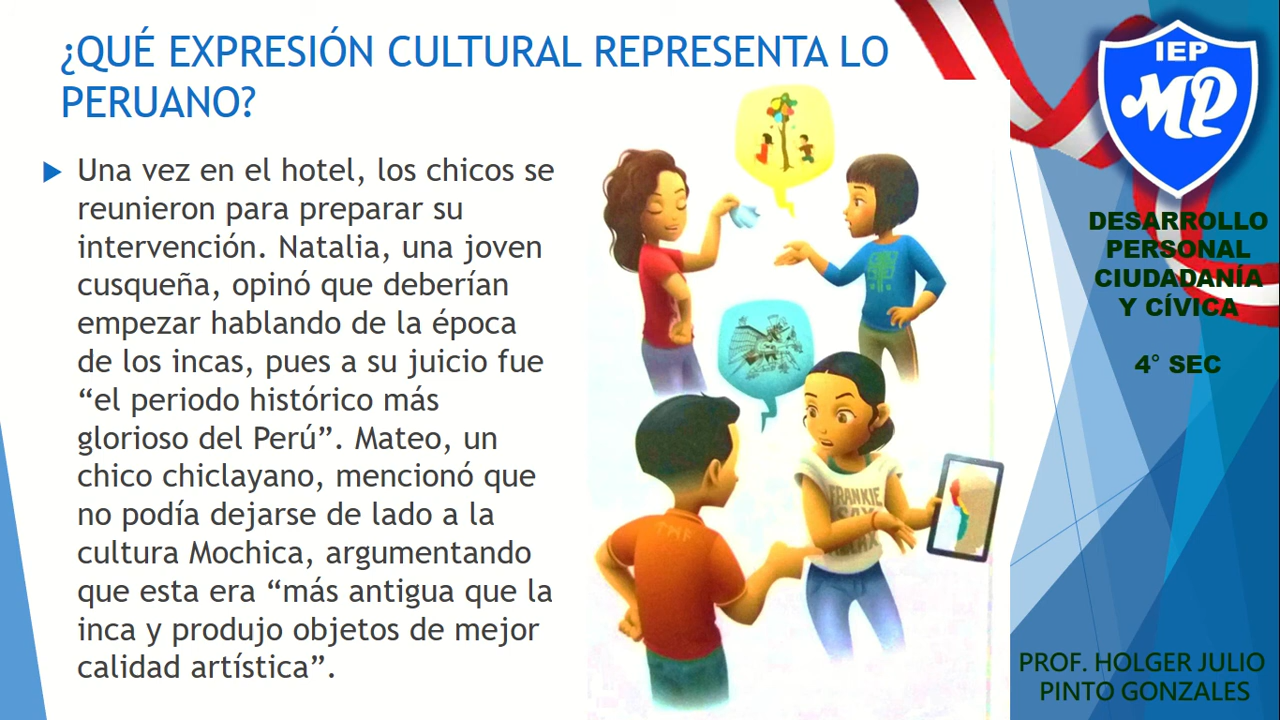 ¿QUÉ EXPRESIÓN CULTURAL REPRESENTA LO
PERUANO?
Una vez en el hotel, los chicos se
reunieron para preparar su
intervención. Natalia, una joven
cusqueña, opinó que deberían
empezar hablando de la época
de los incas, pues a su juicio fue
“el periodo histórico más
glorioso del Perú”. Mateo, un
chico chiclayano, mencionó que
no podía dejarse de lado a la
cultura Mochica, argumentando
que esta era “más antigua que la
inca y produjo objetos de mejor
calidad artística”.
FRANKIE
SAY
IEP
MP
DESARROLLO
PERSONAL
CIUDADANÍA
Y CÍVICA
4° SEC
PROF. HOLGER JULIO
PINTO GONZALES